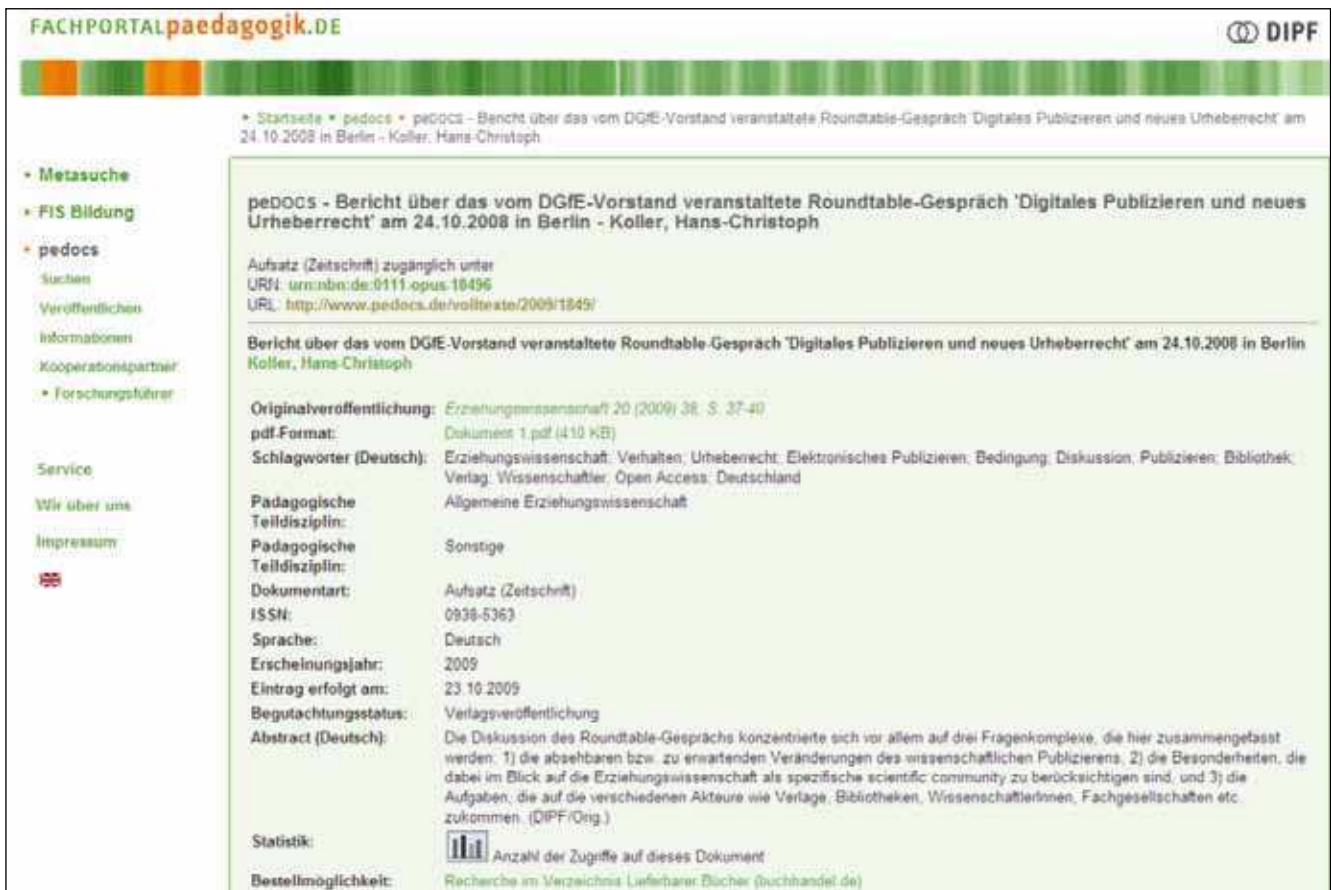 FACHPORTALpaedagogik.DE
DIPF
• Startseite • pedocs • peDOCS - Bericht über das vom DGfE-Vorstand veranstaltete Roundtable-Gespräch 'Digitales Publizieren und neues Urheberrecht' am
24.10.2008 in Berlin - Koller, Hans-Christoph
• Metasuche
• FIS Bildung
• pedocs
Suchen
Veröffentlichen
Informationen
Kooperationspartner
• Forschungsführer
Service
Wir über uns
Impressum
peDOCS - Bericht über das vom DGfE-Vorstand veranstaltete Roundtable-Gespräch 'Digitales Publizieren und neues
Urheberrecht' am 24.10.2008 in Berlin - Koller, Hans-Christoph
Aufsatz (Zeitschrift) zugänglich unter
URN: urn:nbn:de:0111-opus-18496
URL: http://www.pedocs.de/volltexte/2009/1849/
Bericht über das vom DGfE-Vorstand veranstaltete Roundtable-Gespräch 'Digitales Publizieren und neues Urheberrecht' am 24.10.2008 in Berlin
Koller, Hans-Christoph
Originalveröffentlichung: Erziehungswissenschaft 20 (2009) 38, S. 37-40
pdf-Format: Dokument 1.pdf (410 KB)
Schlagwörter (Deutsch): Erziehungswissenschaft; Verhalten; Urheberrecht; Elektronisches Publizieren; Bedingung; Diskussion; Publizieren; Bibliothek;
Verlag; Wissenschaftler; Open Access; Deutschland
Pädagogische Allgemeine Erziehungswissenschaft
Teildisziplin:
Pädagogische Sonstige
Teildisziplin:
Dokumentart: Aufsatz (Zeitschrift)
ISSN: 0938-5363
Sprache: Deutsch
Erscheinungsjahr: 2009
Eintrag erfolgt am: 23.10.2009
Begutachtungsstatus: Verlagsveröffentlichung
Abstract (Deutsch): Die Diskussion des Roundtable-Gesprächs konzentrierte sich vor allem auf drei Fragenkomplexe, die hier zusammengefasst
werden: 1) die absehbaren bzw. zu erwartenden Veränderungen des wissenschaftlichen Publizierens, 2) die Besonderheiten, die
dabei im Blick auf die Erziehungswissenschaft als spezifische scientific community zu berücksichtigen sind, und 3) die
Aufgaben, die auf die verschiedenen Akteure wie Verlage, Bibliotheken, WissenschaftlerInnen, Fachgesellschaften etc.
zukommen. (DIPF/Orig.)
Statistik: Anzahl der Zugriffe auf dieses Dokument
Bestellmöglichkeit: Recherche im Verzeichnis Lieferbarer Bücher (buchhandel.de)